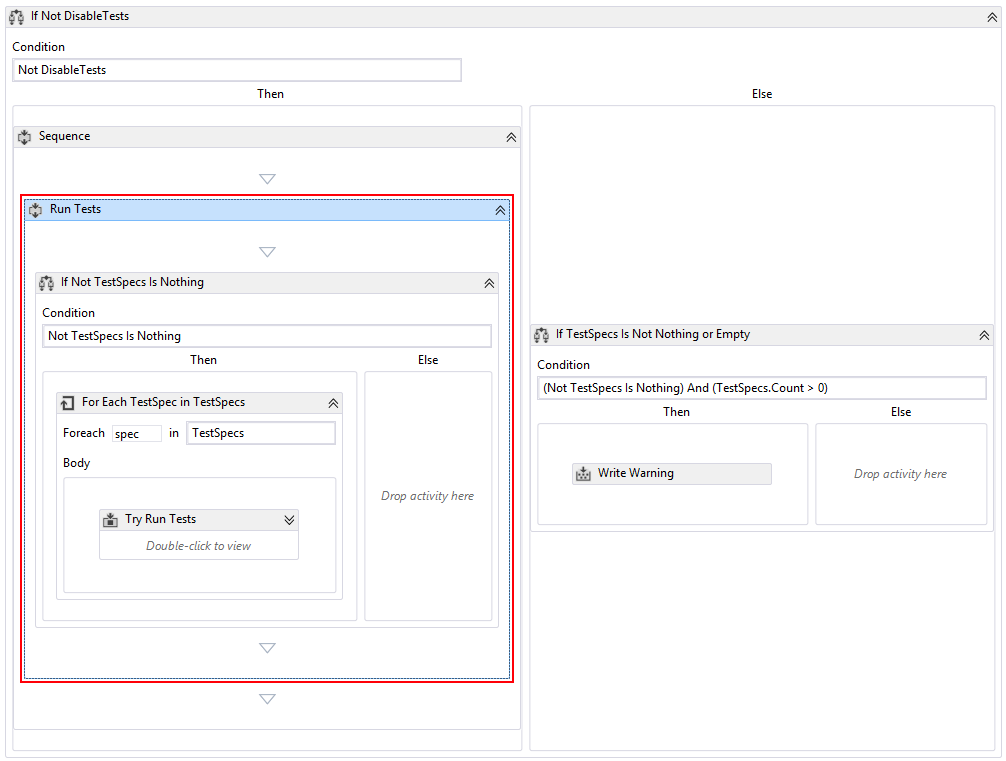 If Not DisableTests
Condition
Not DisableTests
Then
Else
Sequence
Run Tests
If Not TestSpecs Is Nothing
Condition
Not TestSpecs Is Nothing
Then
Else
For Each TestSpec in TestSpecs
Foreach spec in TestSpecs
Body
Try Run Tests
Double-click to view
Drop activity here
If TestSpecs Is Not Nothing or Empty
Condition
(Not TestSpecs Is Nothing) And (TestSpecs.Count > 0)
Then
Else
Write Warning
Drop activity here